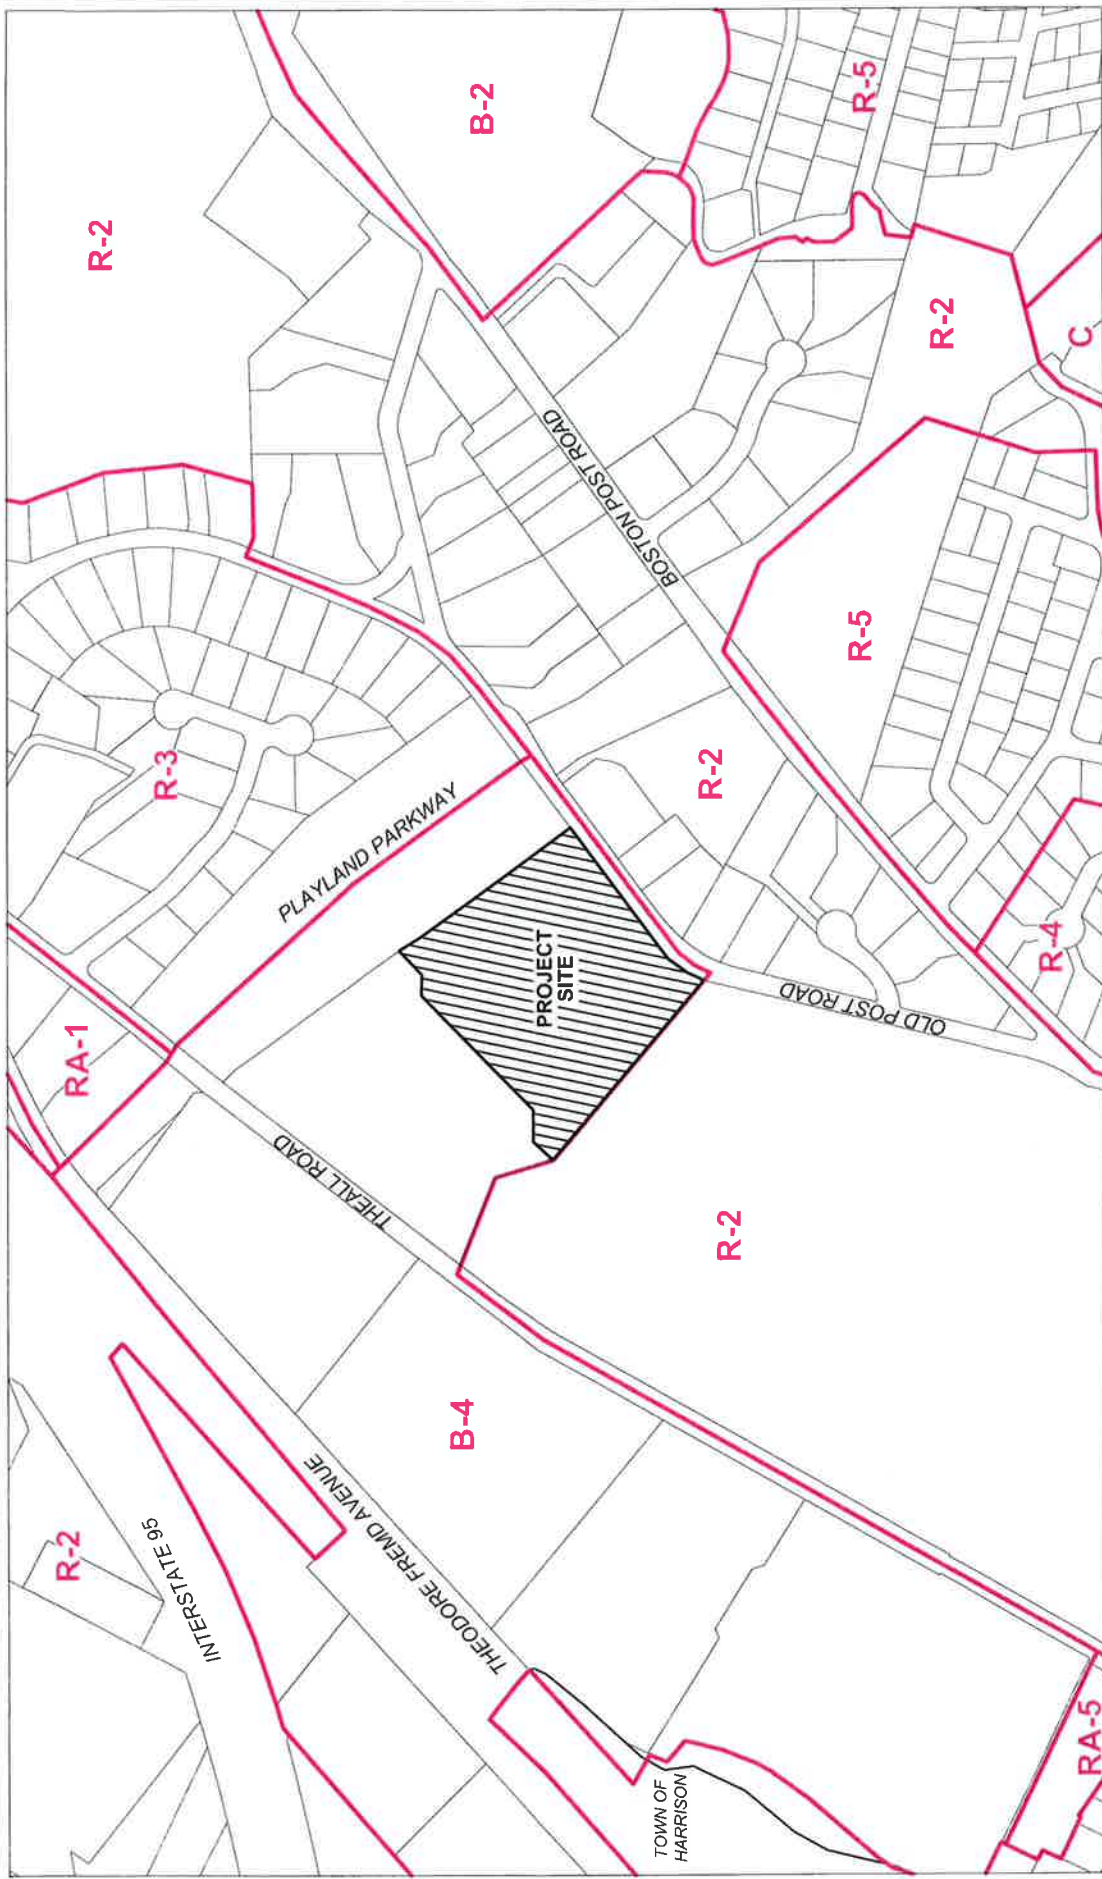 R-2
INTERSTATE 95
THEODORE FREMD AVENUE
TOWN OF
HARRISON
RA-5
B-4
RA-1
THEALL ROAD
R-2
PLAYLAND PARKWAY
R-3
PROJECT
SITE
OLD POST ROAD
R-4
R-2
R-5
BOSTON POST ROAD
R-2
C
R-2
B-2
R-5